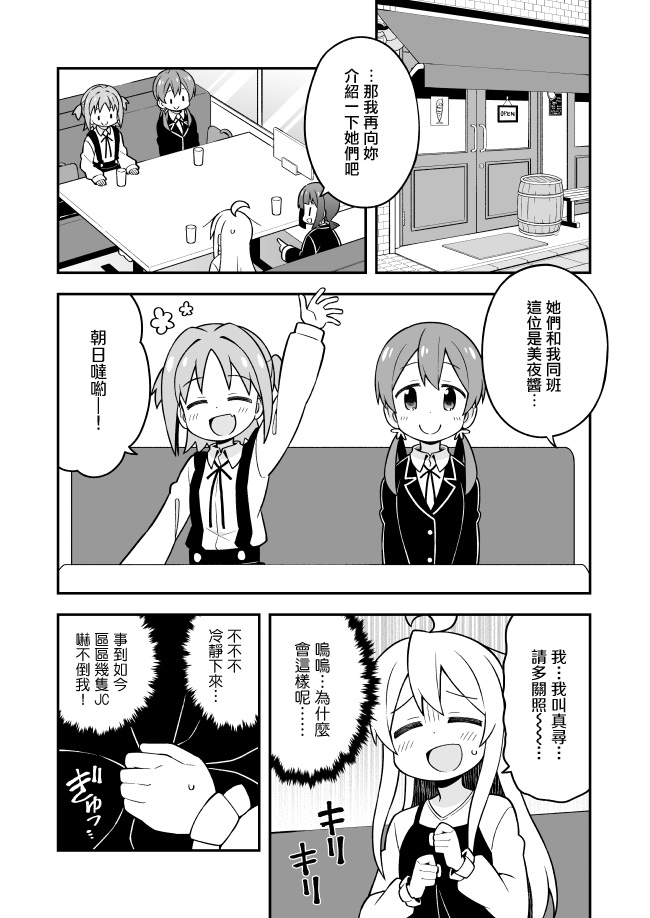 OPEN
…那我再向妳
介紹一下她們吧
她們和我同班
這位是美夜醬…
朝日噠喲——！
我…我叫真尋…
請多關照～～～…
嗚嗚…為什麼
會這樣呢……
キリ
キリ
不不不
冷靜下來…
事到如今
區區幾隻JC
嚇不倒我！
ぎゅっ…